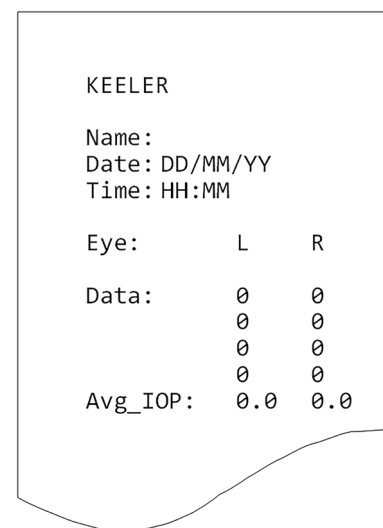 KEELER
Name:
Date: DD/MM/YY
Time: HH:MM
Eye: L R
Data: 0 0
0 0
0 0
0 0
Avg_IOP: 0.0 0.0